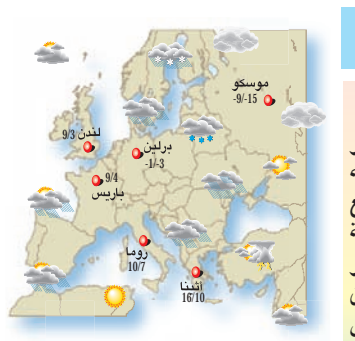 موسكو
-9/-15
لندن 9/3
برلين
-1/-3
9/4
باريس
روما
10/7
أثينا
16/10